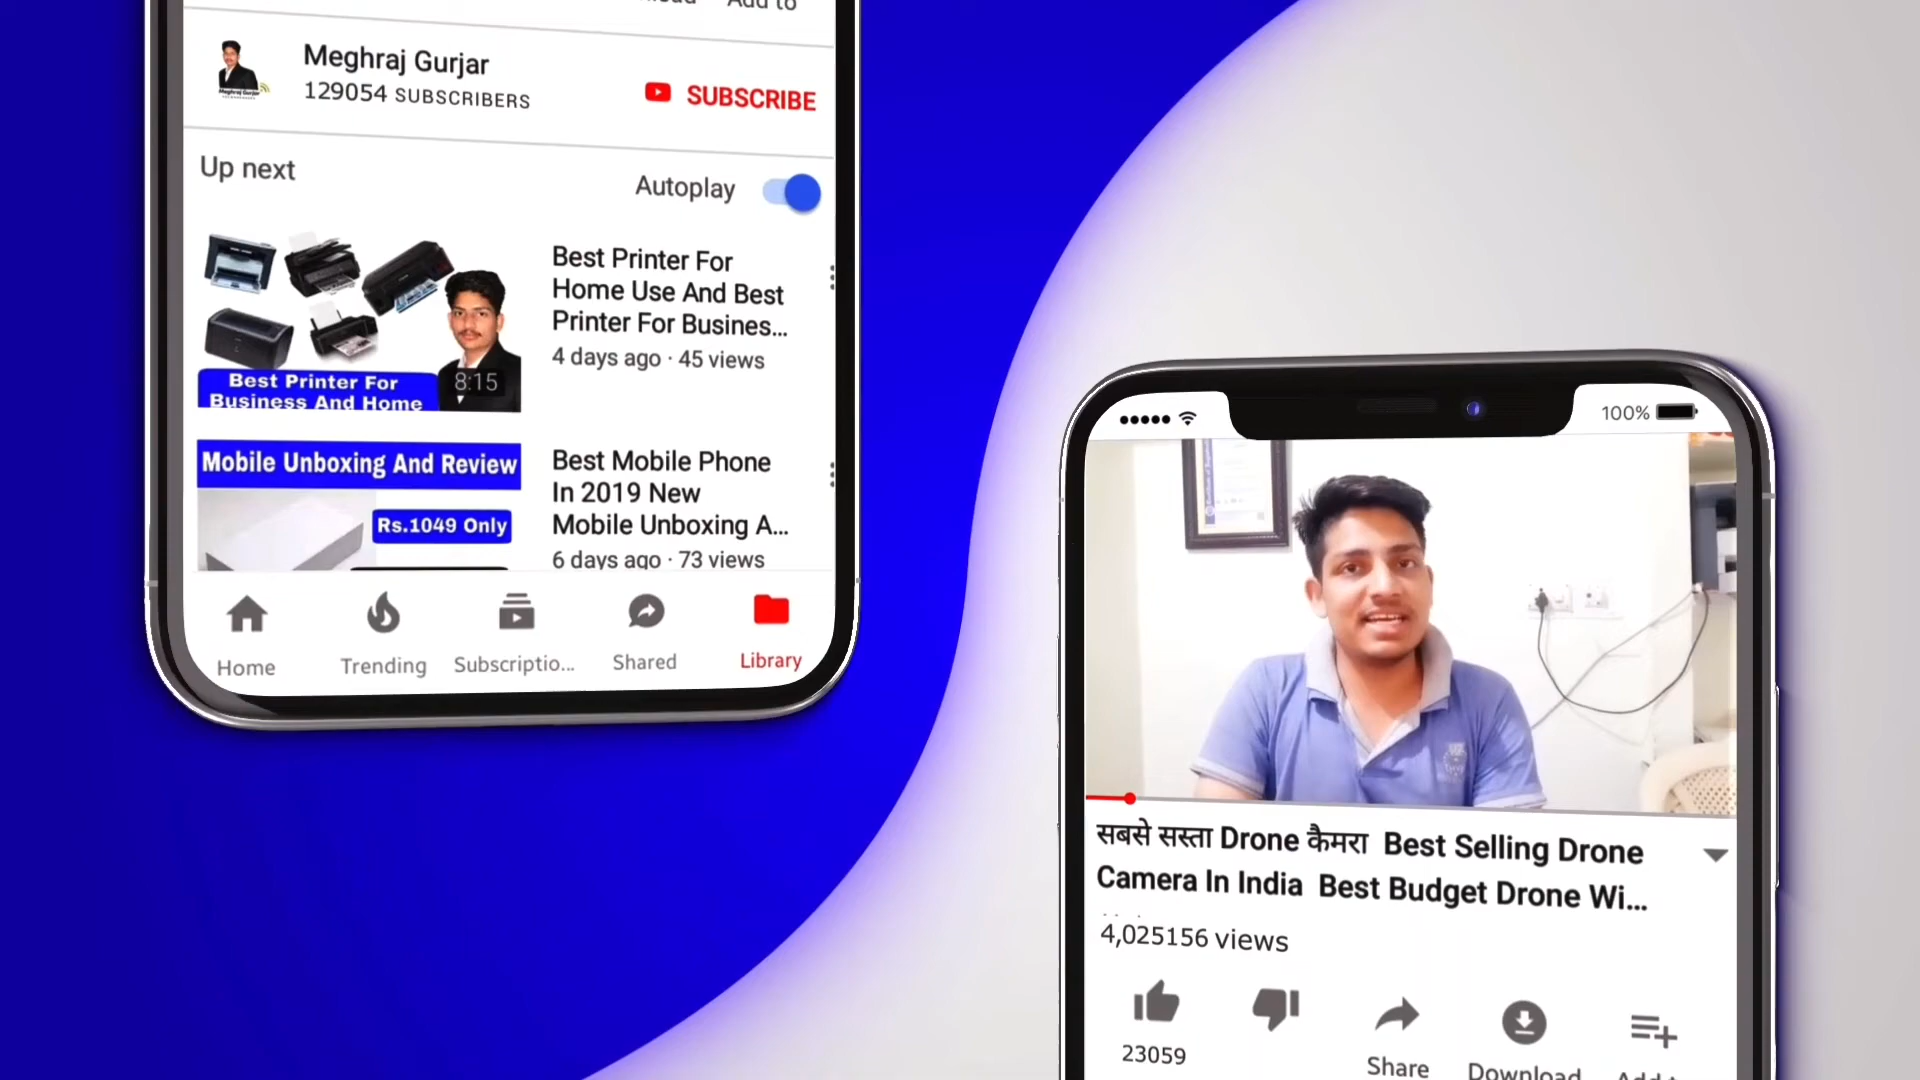 Add to
Meghraj Gurjar
129054 SUBSCRIBERS
SUBSCRIBE
Up next
Autoplay
Best Printer For
Business And Home
8:15
Best Printer For
Home Use And Best
Printer For Busines...
4 days ago · 45 views
Mobile Unboxing And Review
Rs.1049 Only
Best Mobile Phone
In 2019 New
Mobile Unboxing A...
6 days ago · 73 views
Home
Trending
Subscriptio...
Shared
Library
100%
सबसे सस्ता Drone कैमरा Best Selling Drone
Camera In India Best Budget Drone Wi...
4,025156 views
23059
Share
Download